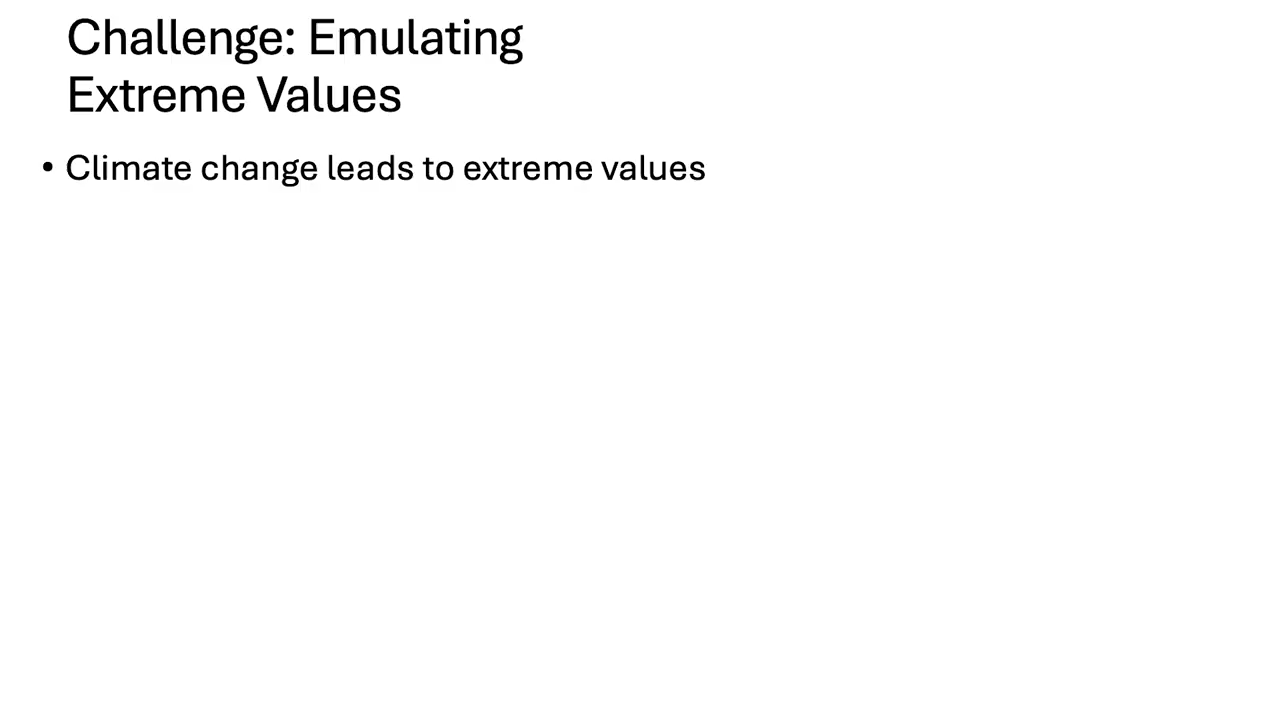 Challenge: Emulating
Extreme Values
• Climate change leads to extreme values